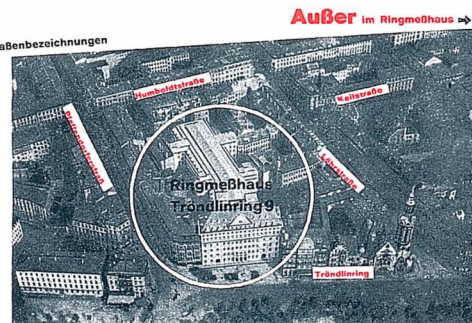 Außer im Ringmeßhaus
aßenbezeichnungen
Humboldtstraße
Keilstraße
Löhrstraße
Ringmeßhaus
Tröndlinring 9
Tröndlinring